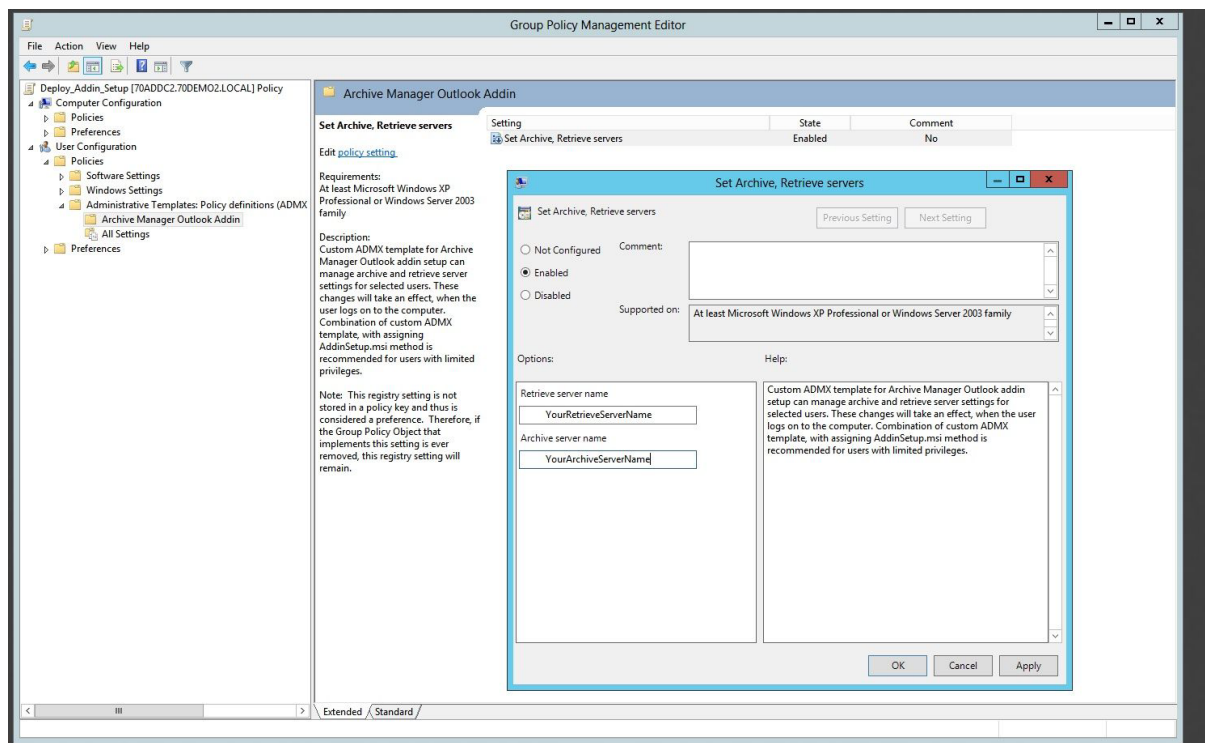 Group Policy Management Editor
File Action View Help
Deploy_Addin_Setup [70ADDC2.70DEMO2.LOCAL] Policy
Computer Configuration
Policies
Preferences
User Configuration
Policies
Software Settings
Windows Settings
Administrative Templates: Policy definitions (ADMX
Archive Manager Outlook Addin
All Settings
Preferences
Archive Manager Outlook Addin
Set Archive, Retrieve servers
Edit policy setting
Requirements:
At least Microsoft Windows XP
Professional or Windows Server 2003
family
Description:
Custom ADMX template for Archive
Manager Outlook addin setup can
manage archive and retrieve server
settings for selected users. These
changes will take an effect, when the
user logs on to the computer.
Combination of custom ADMX
template, with assigning
AddinSetup.msi method is
recommended for users with limited
privileges.
Note: This registry setting is not
stored in a policy key and thus is
considered a preference. Therefore, if
the Group Policy Object that
implements this setting is ever
removed, this registry setting will
remain.
Setting State Comment
Set Archive, Retrieve servers Enabled No
Set Archive, Retrieve servers
Set Archive, Retrieve servers
Previous Setting Next Setting
Not Configured Comment:
Enabled
Disabled
Supported on: At least Microsoft Windows XP Professional or Windows Server 2003 family
Options: Help:
Retrieve server name
YourRetrieveServerName
Archive server name
YourArchiveServerName
Custom ADMX template for Archive Manager Outlook addin
setup can manage archive and retrieve server settings for
selected users. These changes will take an effect, when the user
logs on to the computer. Combination of custom ADMX
template, with assigning AddinSetup.msi method is
recommended for users with limited privileges.
OK Cancel Apply
Extended Standard